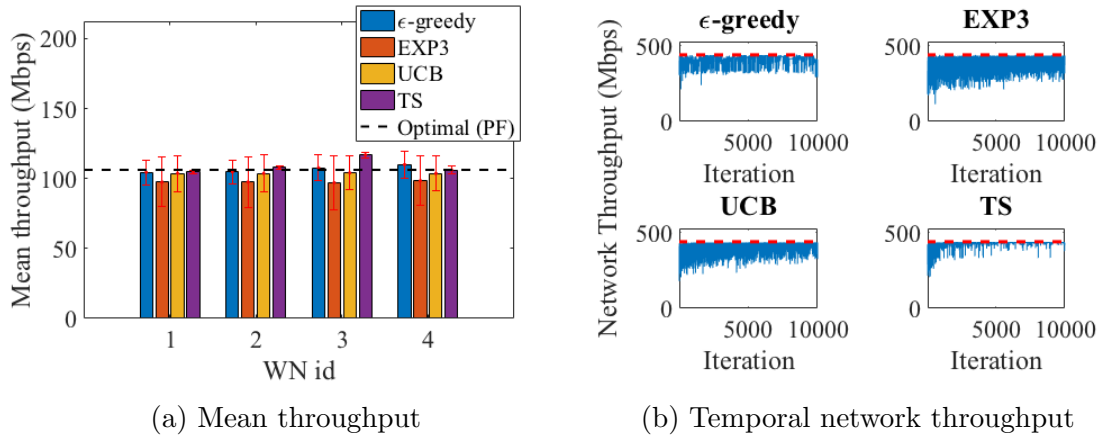 Mean throughput (Mbps)
200
150
100
50
0
1 2 3 4
WN id
ϵ-greedy
EXP3
UCB
TS
Optimal (PF)
(a) Mean throughput
Network Throughput (Mbps)
ϵ-greedy
500
0
5000 10000
Iteration
EXP3
500
0
5000 10000
Iteration
UCB
500
0
5000 10000
Iteration
TS
500
0
5000 10000
Iteration
(b) Temporal network throughput